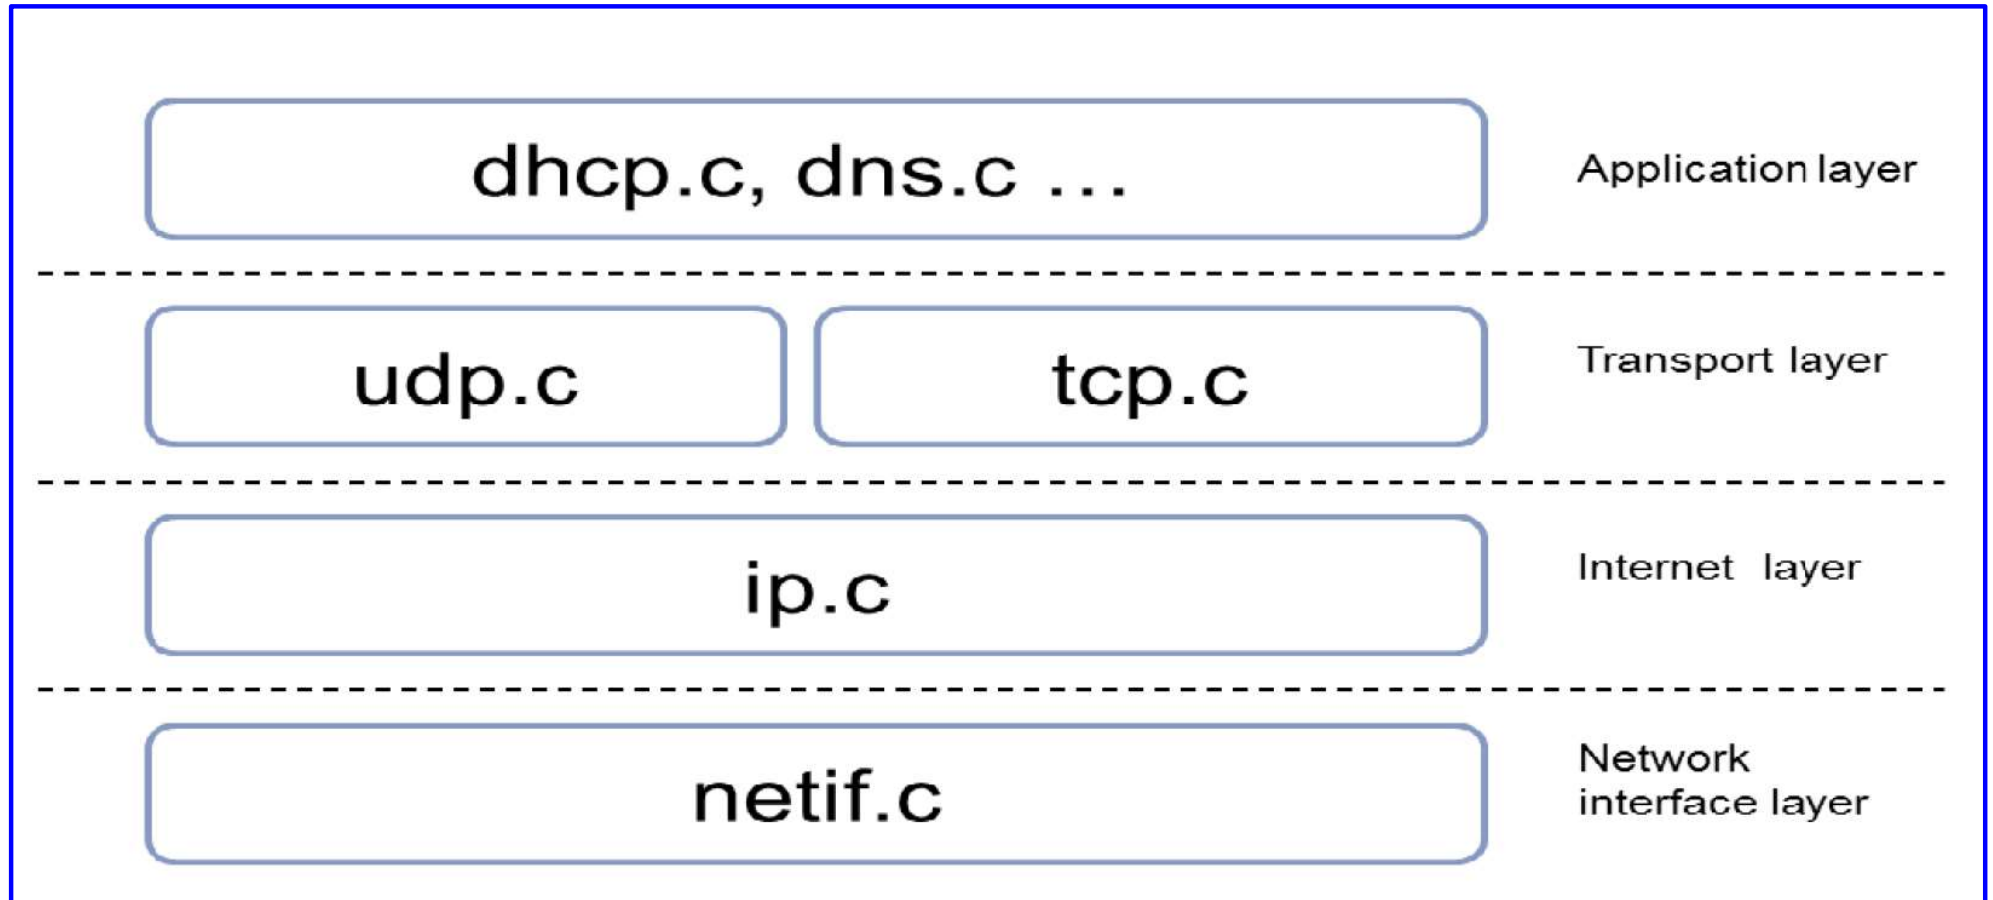 dhcp.c, dns.c ...
Application layer
udp.c
tcp.c
Transport layer
ip.c
Internet layer
netif.c
Network
interface layer